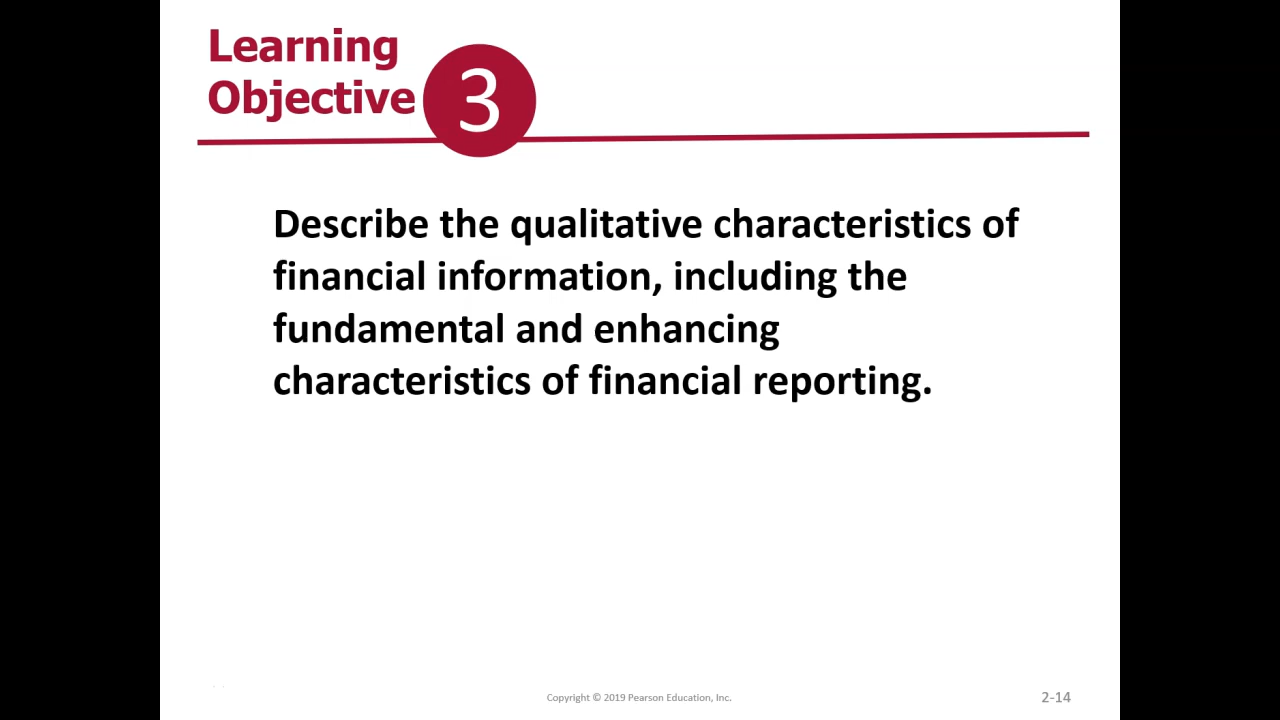 Learning
Objective 3
Describe the qualitative characteristics of
financial information, including the
fundamental and enhancing
characteristics of financial reporting.
Copyright © 2019 Pearson Education, Inc.
2-14